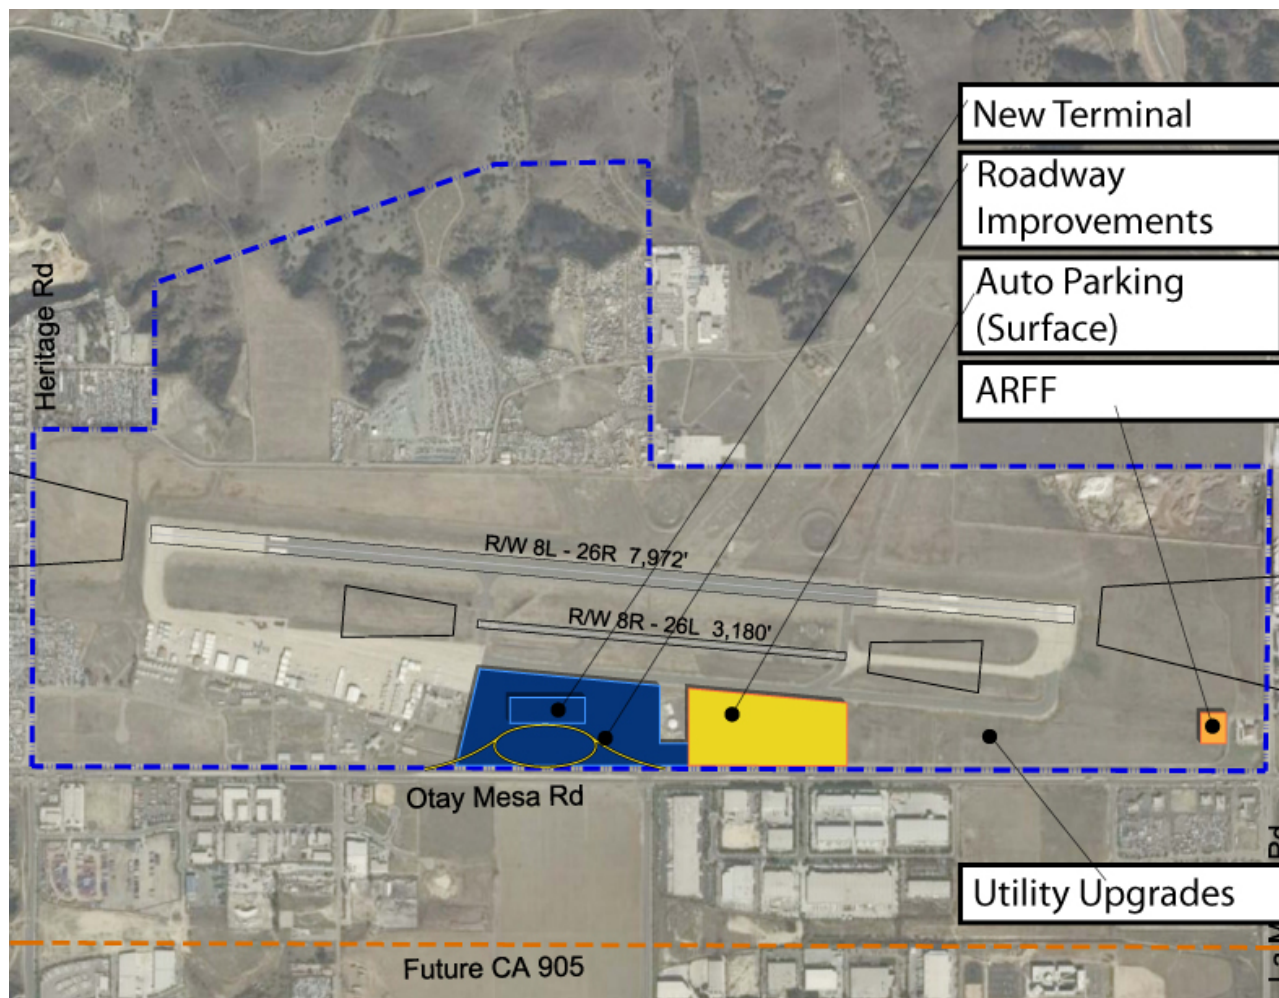 New Terminal
Roadway
Improvements
Auto Parking
(Surface)
ARFF
Heritage Rd
R/W 8L - 26R 7,972'
R/W 8R - 26L 3,180'
Otay Mesa Rd
Utility Upgrades
Future CA 905
Rd